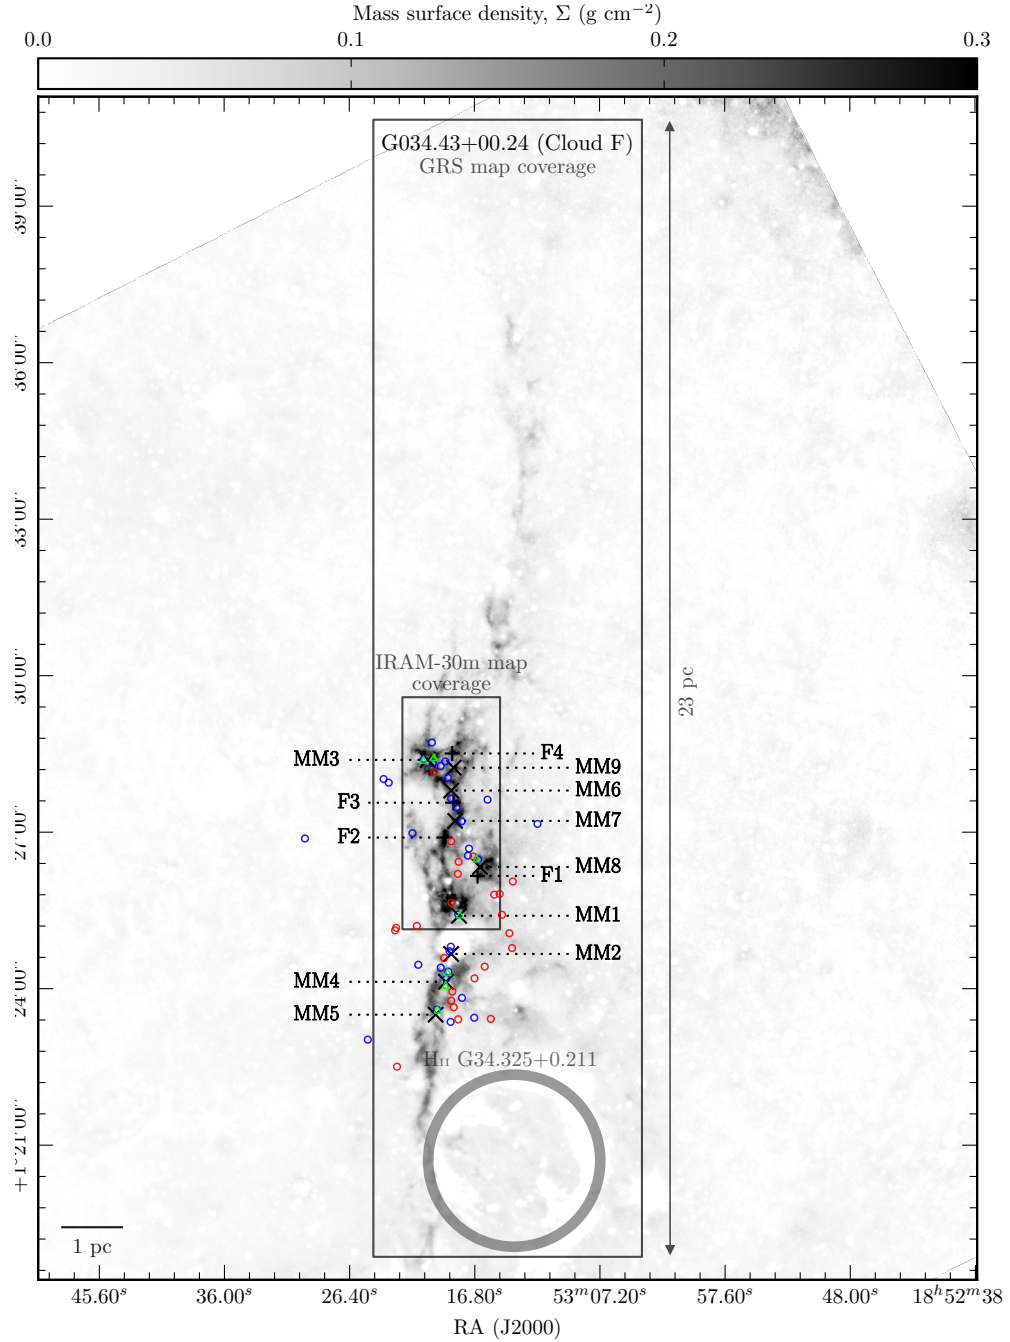 Mass surface density, Σ (g cm⁻²)
0.0 0.1 0.2 0.3
G034.43+00.24 (Cloud F)
GRS map coverage
39'00"
36'00"
33'00"
30'00"
27'00"
24'00"
+1°21'00"
23 pc
IRAM-30m map
coverage
MM3
F4
MM9
MM6
F3
MM7
F2
MM8
F1
MM1
MM2
MM4
MM5
HII G34.325+0.211
1 pc
45.60ˢ 36.00ˢ 26.40ˢ 16.80ˢ 53ᵐ07.20ˢ 57.60ˢ 48.00ˢ 18ʰ52ᵐ38
RA (J2000)